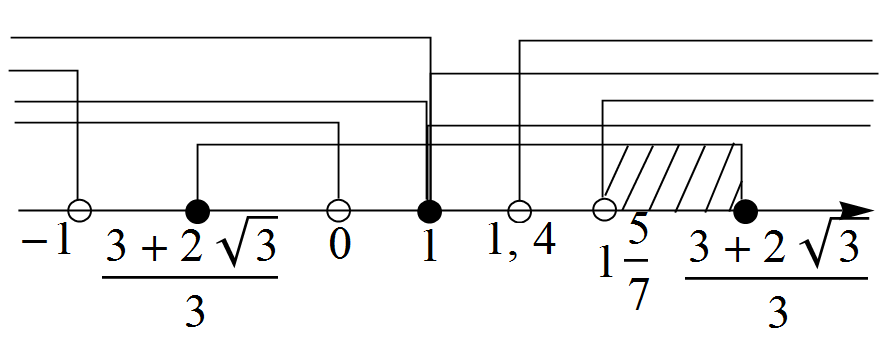 −1 (3 + 2√3)/3 0 1 1, 4 1 5/7 (3 + 2√3)/3